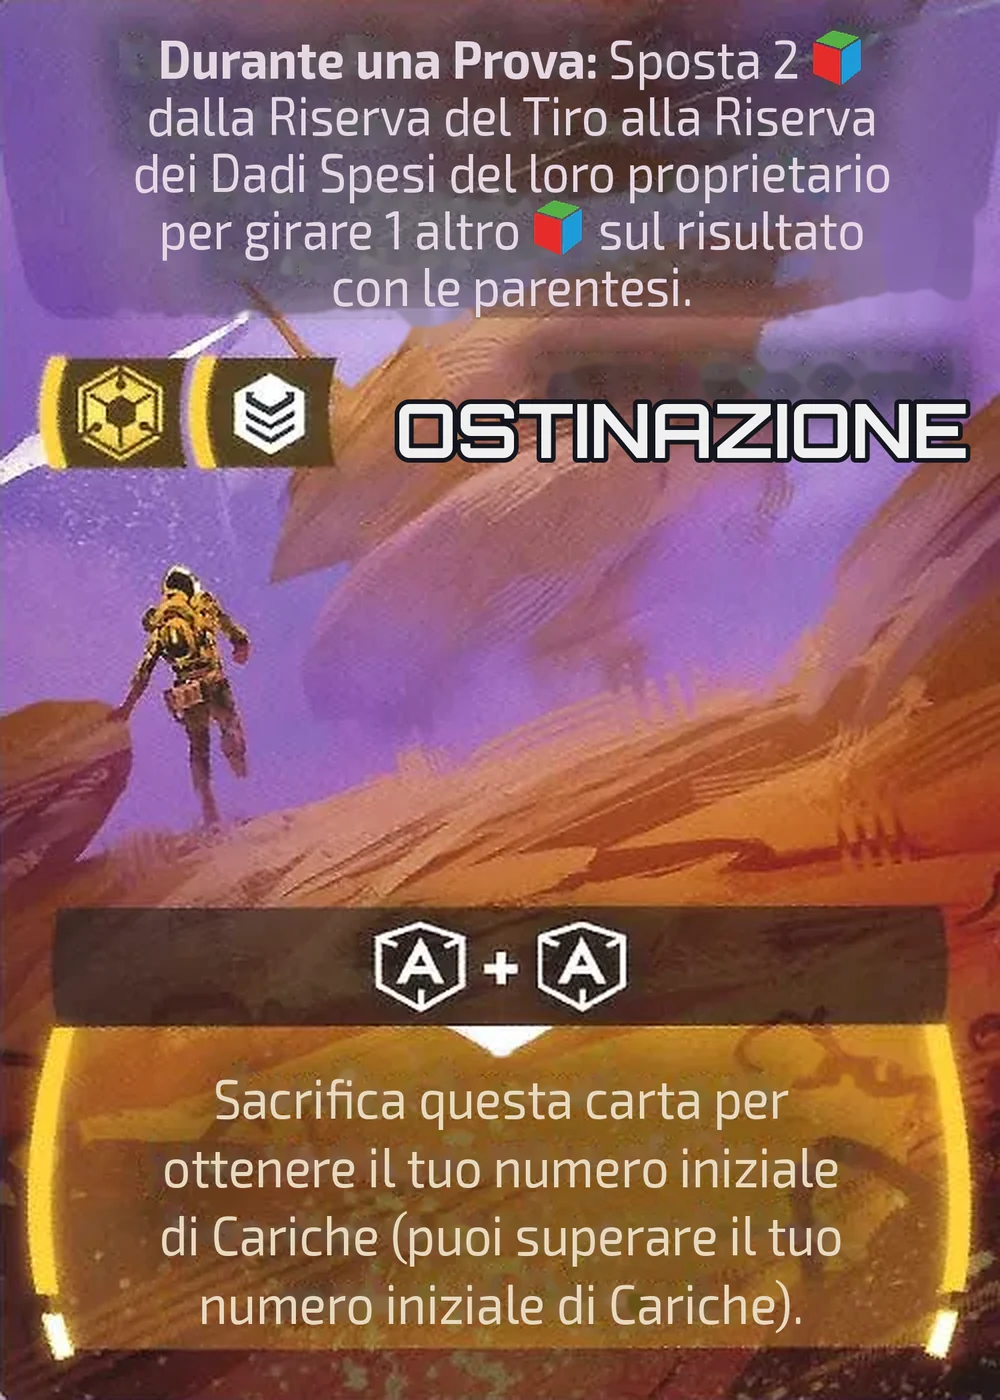 Durante una Prova: Sposta 2
dalla Riserva del Tiro alla Riserva
dei Dadi Spesi del loro proprietario
per girare 1 altro sul risultato
con le parentesi.
OSTINAZIONE
A + A
Sacrifica questa carta per
ottenere il tuo numero iniziale
di Cariche (puoi superare il tuo
numero iniziale di Cariche).